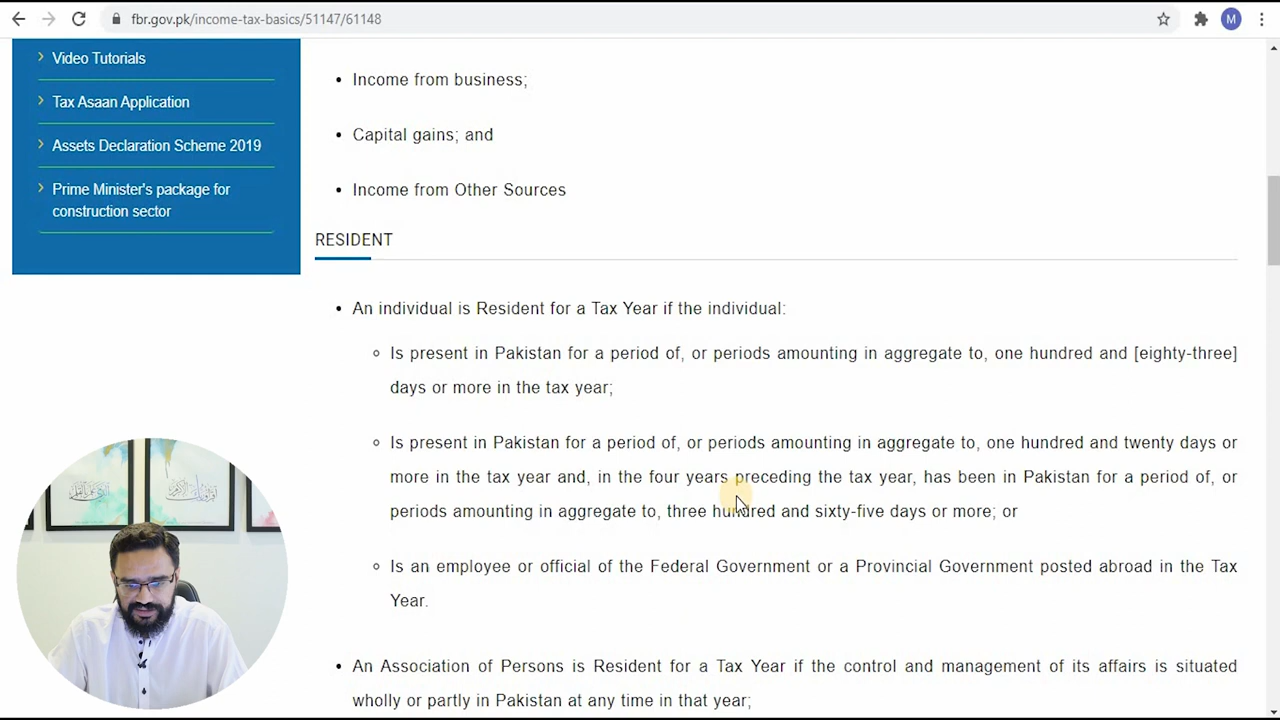 fbr.gov.pk/income-tax-basics/51147/61148
M
Video Tutorials
Tax Asaan Application
Assets Declaration Scheme 2019
Prime Minister's package for
construction sector
• Income from business;
• Capital gains; and
• Income from Other Sources
RESIDENT
• An individual is Resident for a Tax Year if the individual:
Is present in Pakistan for a period of, or periods amounting in aggregate to, one hundred and [eighty-three]
days or more in the tax year;
Is present in Pakistan for a period of, or periods amounting in aggregate to, one hundred and twenty days or
more in the tax year and, in the four years preceding the tax year, has been in Pakistan for a period of, or
periods amounting in aggregate to, three hundred and sixty-five days or more; or
Is an employee or official of the Federal Government or a Provincial Government posted abroad in the Tax
Year.
• An Association of Persons is Resident for a Tax Year if the control and management of its affairs is situated
wholly or partly in Pakistan at any time in that year;